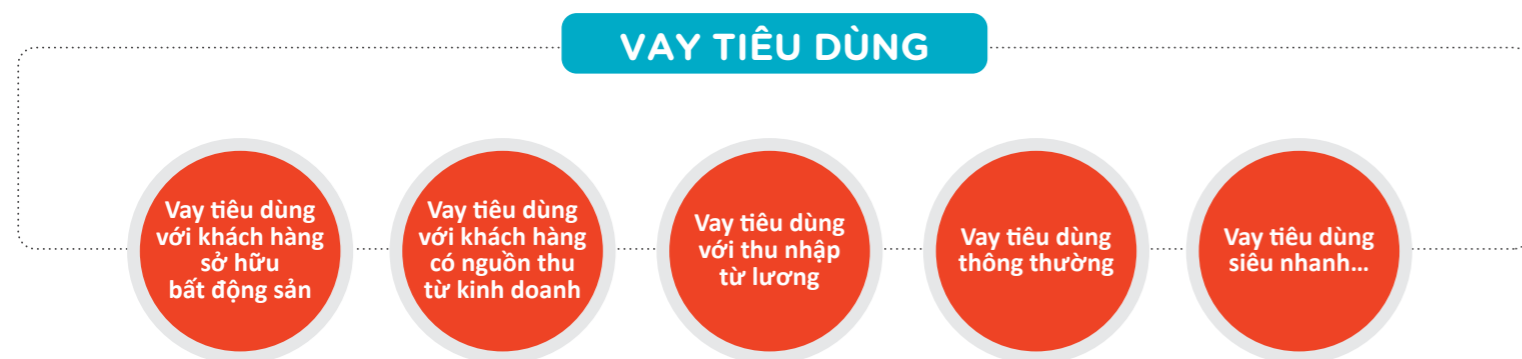 VAY TIÊU DÙNG
Vay tiêu dùng
với khách hàng
sở hữu
bất động sản
Vay tiêu dùng
với khách hàng
có nguồn thu
từ kinh doanh
Vay tiêu dùng
với thu nhập
từ lương
Vay tiêu dùng
thông thường
Vay tiêu dùng
siêu nhanh...